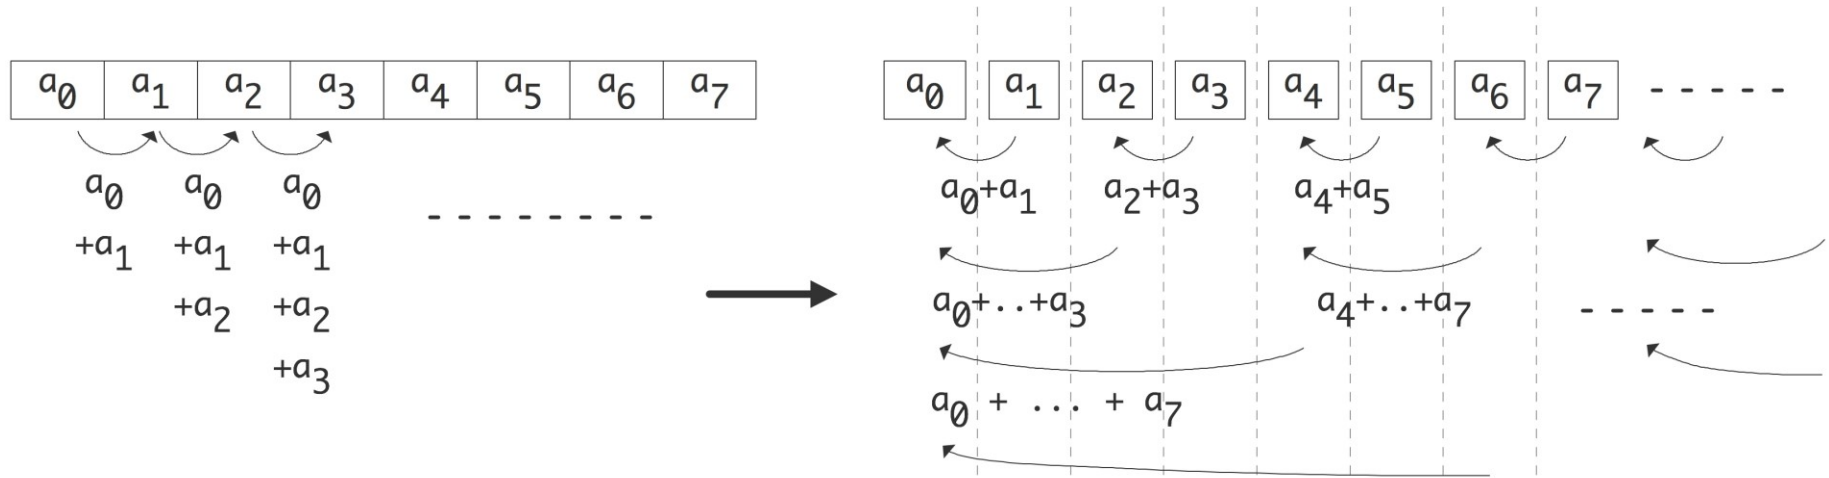 a0 a1 a2 a3 a4 a5 a6 a7
a0 a0 a0
+a1 +a1 +a1
+a2 +a2
+a3
a0 a1 a2 a3 a4 a5 a6 a7
a0+a1 a2+a3 a4+a5
a0+..+a3 a4+..+a7
a0 + ... + a7